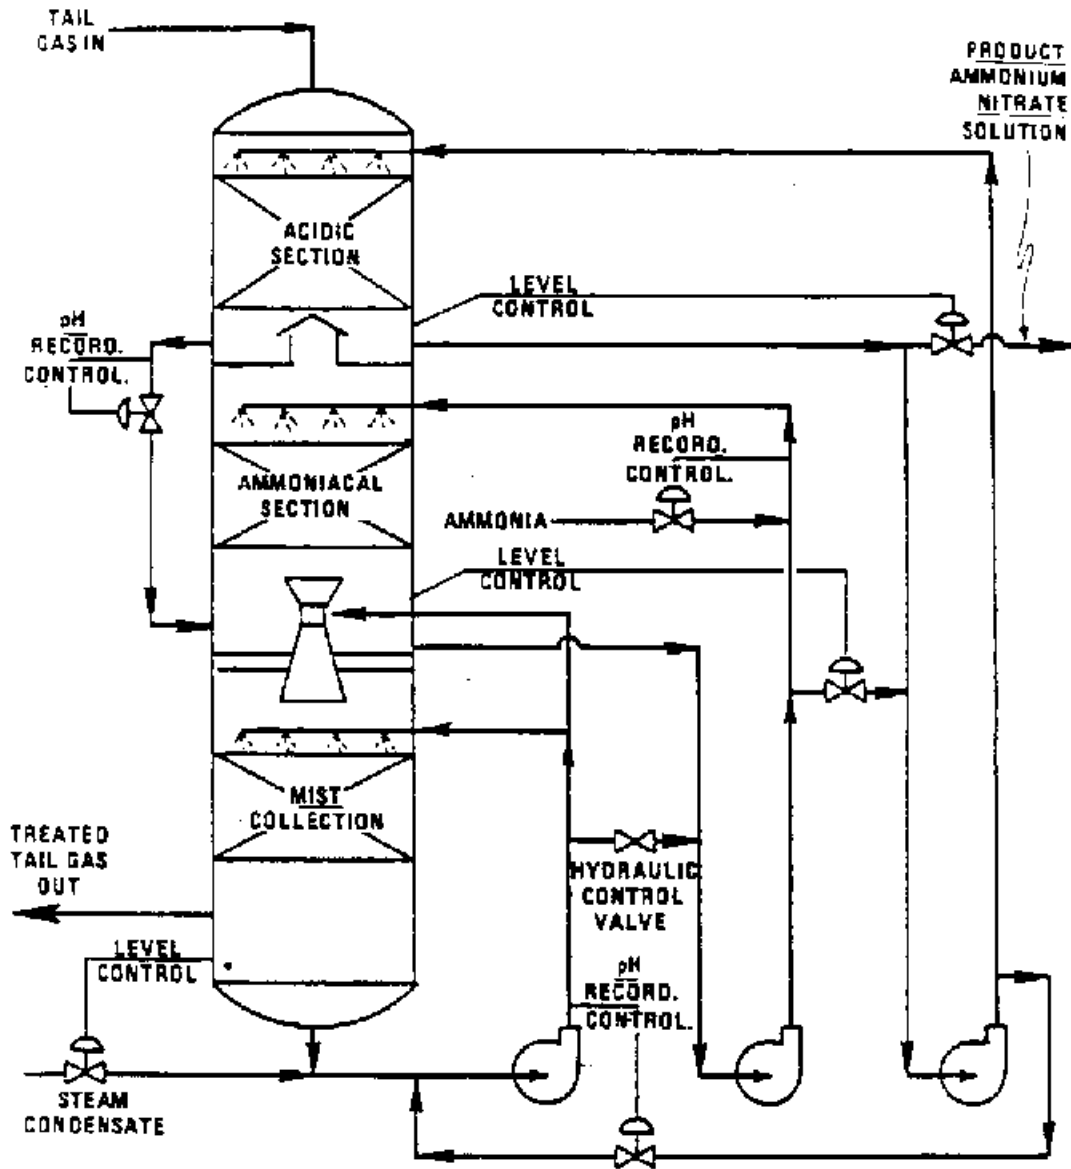 TAIL
GAS IN
PRODUCT
AMMONIUM
NITRATE
SOLUTION
ACIDIC
SECTION
LEVEL
CONTROL
pH
RECORD.
CONTROL.
pH
RECORD.
CONTROL.
AMMONIACAL
SECTION
AMMONIA
LEVEL
CONTROL
MIST
COLLECTION
TREATED
TAIL GAS
OUT
HYDRAULIC
CONTROL
VALVE
LEVEL
CONTROL
pH
RECORD.
CONTROL.
STEAM
CONDENSATE